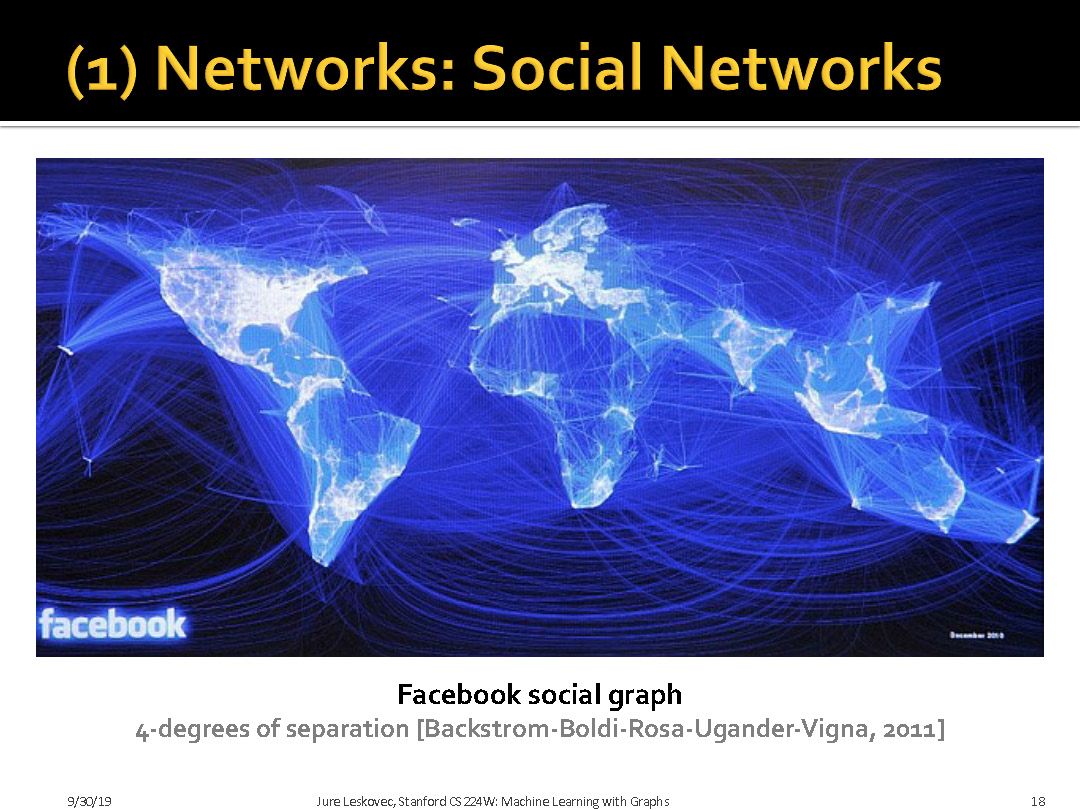 (1) Networks: Social Networks
facebook
December 2010
Facebook social graph
4-degrees of separation [Backstrom-Boldi-Rosa-Ugander-Vigna, 2011]
9/30/19
Jure Leskovec, Stanford CS224W: Machine Learning with Graphs
18